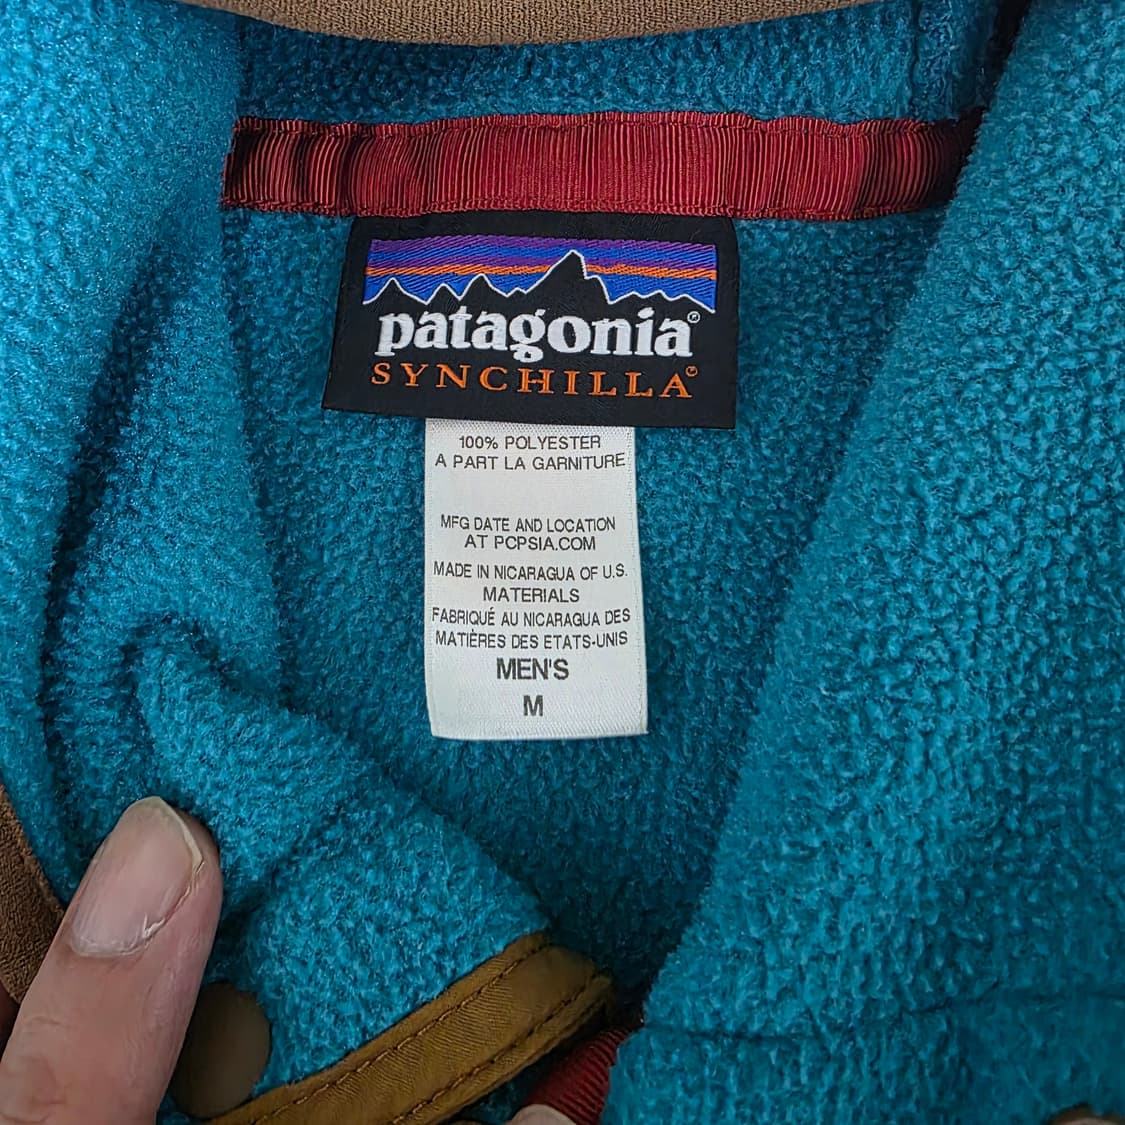 patagonia®
SYNCHILLA®
100% POLYESTER
A PART LA GARNITURE
MFG DATE AND LOCATION
AT PCPSIA.COM
MADE IN NICARAGUA OF U.S.
MATERIALS
FABRIQUÉ AU NICARAGUA DES
MATIÈRES DES ETATS-UNIS
MEN'S
M